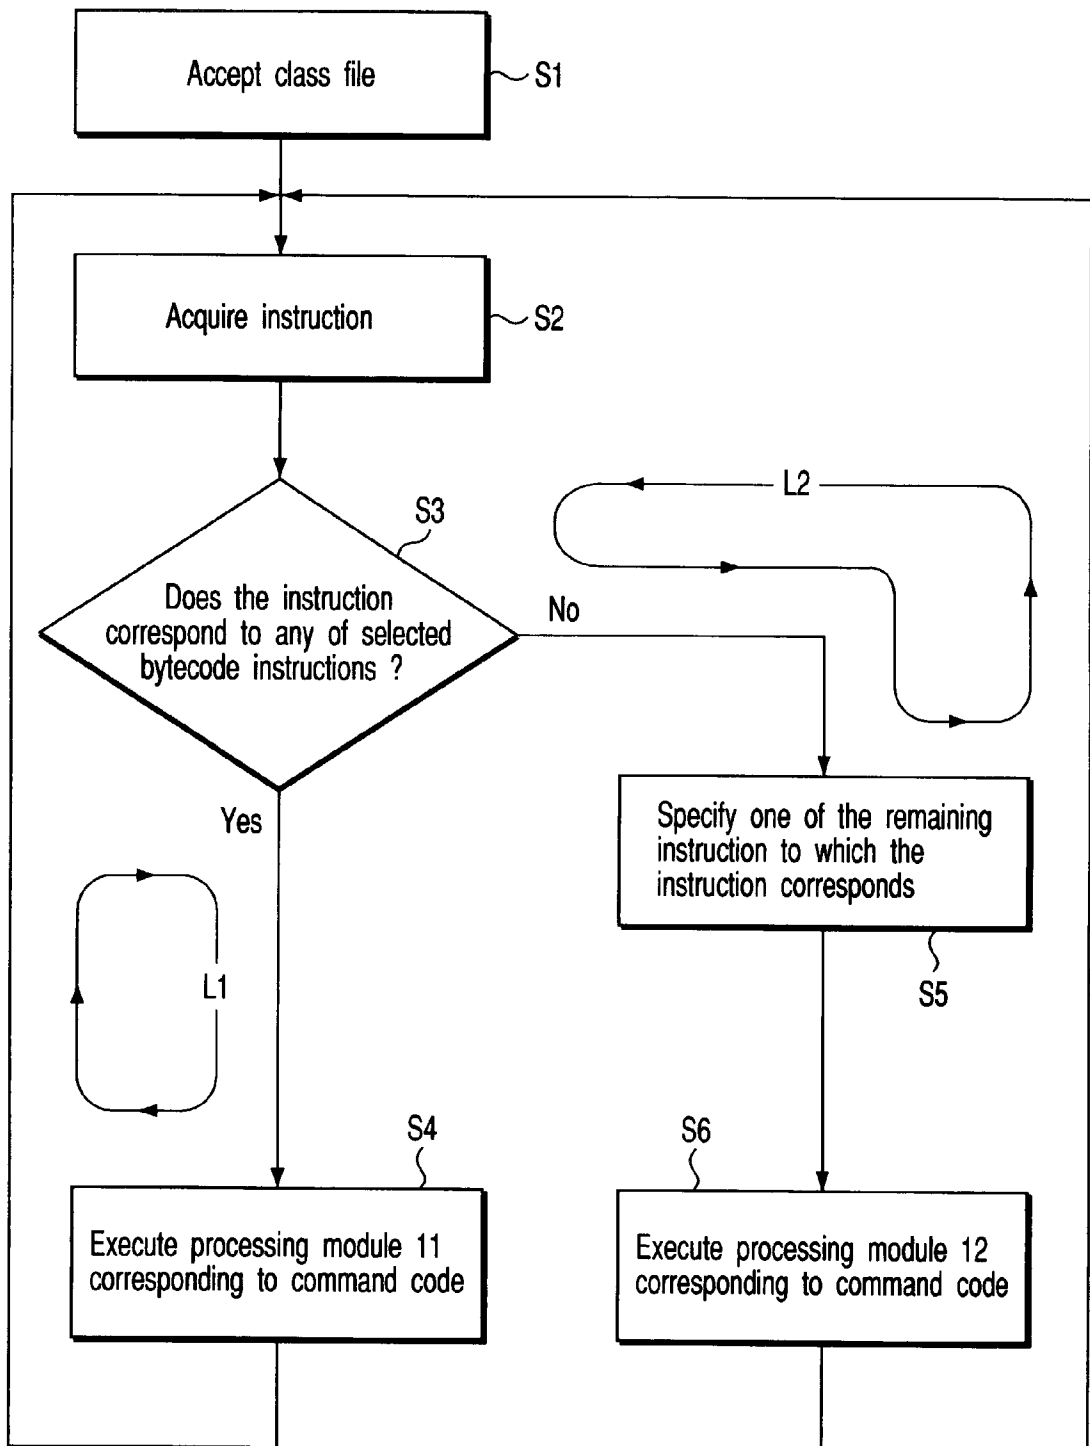 Accept class file
S1
Acquire instruction
S2
S3
L2
Does the instruction
correspond to any of selected
bytecode instructions ?
No
Yes
Specify one of the remaining
instruction to which the
instruction corresponds
L1
S5
S4
S6
Execute processing module 11
corresponding to command code
Execute processing module 12
corresponding to command code